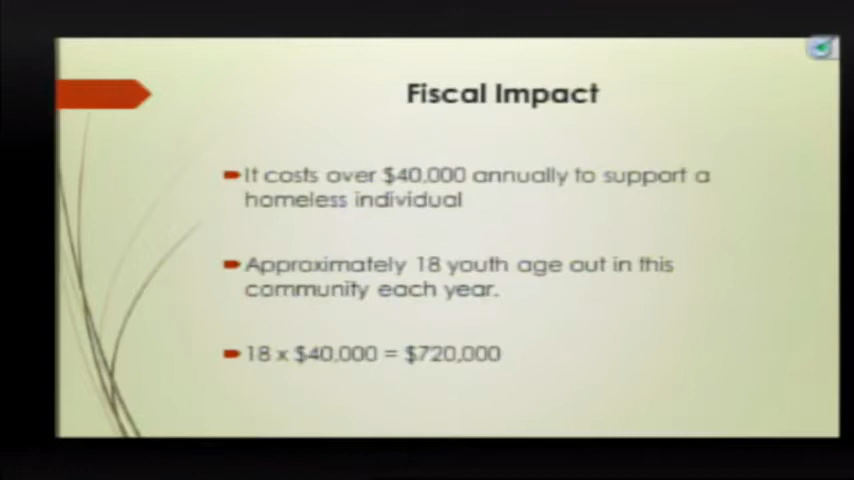 Fiscal Impact
It costs over $40,000 annually to support a
homeless individual
Approximately 18 youth age out in this
community each year.
18 x $40,000 = $720,000